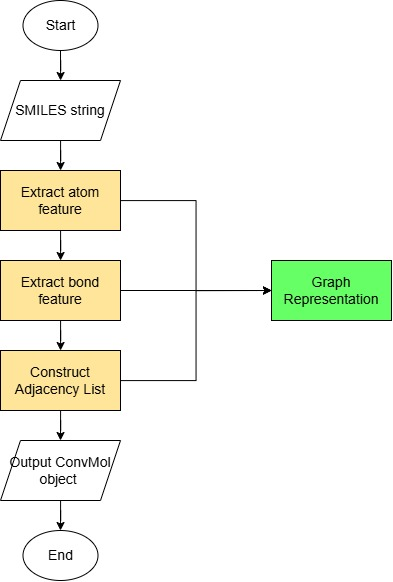 Start
SMILES string
Extract atom
feature
Extract bond
feature
Graph
Representation
Construct
Adjacency List
Output ConvMol
object
End